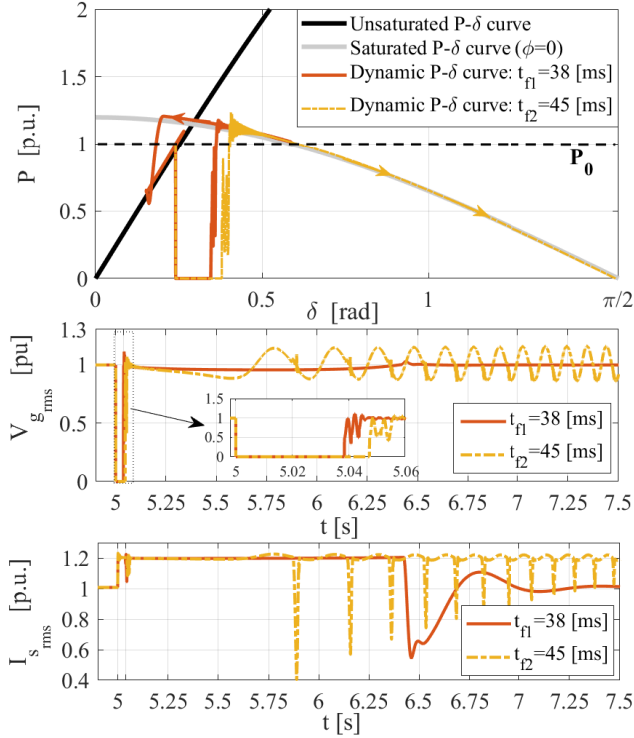 2
Unsaturated P-δ curve
Saturated P-δ curve (ϕ=0)
Dynamic P-δ curve: t_f1=38 [ms]
Dynamic P-δ curve: t_f2=45 [ms]
1.5
1
0.5
0
P [p.u.]
P_0
0 0.5 1 π/2
δ [rad]
1.3
1
0.5
0
V_g_rms [pu]
1.5
1
0.5
0
5 5.02 5.04 5.06
t_f1=38 [ms]
t_f2=45 [ms]
5 5.25 5.5 5.75 6 6.25 6.5 6.75 7 7.25 7.5
t [s]
1.2
1
0.8
0.6
0.4
I_s_rms [p.u.]
t_f1=38 [ms]
t_f2=45 [ms]
5 5.25 5.5 5.75 6 6.25 6.5 6.75 7 7.25 7.5
t [s]